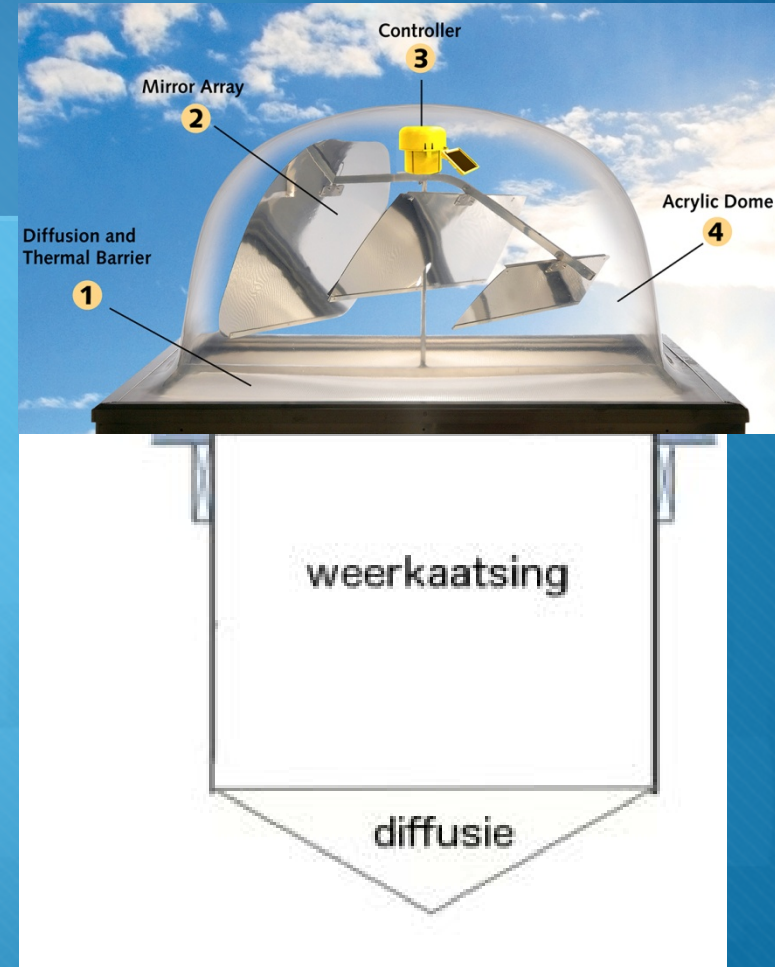 Controller
3
Mirror Array
2
Acrylic Dome
4
Diffusion and
Thermal Barrier
1
weerkaatsing
diffusie